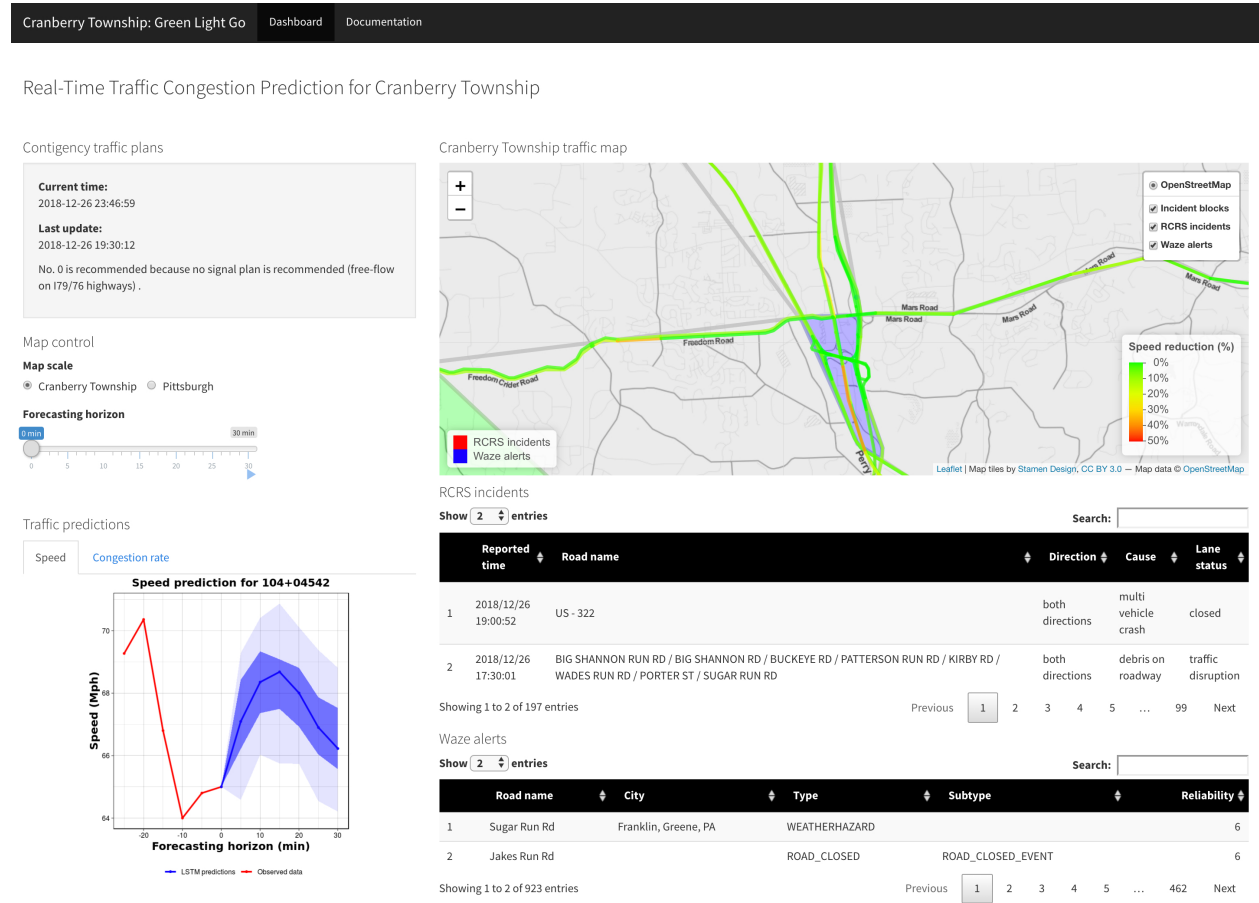 Cranberry Township: Green Light Go Dashboard Documentation
Real-Time Traffic Congestion Prediction for Cranberry Township
Contigency traffic plans
Current time:
2018-12-26 23:46:59
Last update:
2018-12-26 19:30:12
No. 0 is recommended because no signal plan is recommended (free-flow
on I79/76 highways) .
Map control
Map scale
Cranberry Township Pittsburgh
Forecasting horizon
0 min 30 min
0 5 10 15 20 25 30
Traffic predictions
Speed Congestion rate
Speed prediction for 104+04542
Speed (Mph)
70
68
66
64
-20 -10 0 10 20 30
Forecasting horizon (min)
LSTM predictions Observed data
Cranberry Township traffic map
+
−
OpenStreetMap
Incident blocks
RCRS incidents
Waze alerts
Mars Road
Mars Road
Mars Road
Mars Road
Freedom Road
Freedom Crider Road
Perry
Speed reduction (%)
0%
10%
20%
30%
40%
50%
RCRS incidents
Waze alerts
Leaflet | Map tiles by Stamen Design, CC BY 3.0 — Map data © OpenStreetMap
RCRS incidents
Show 2 entries Search:
Reported time Road name Direction Cause Lane status
1 2018/12/26 19:00:52 US - 322 both directions multi vehicle crash closed
2 2018/12/26 17:30:01 BIG SHANNON RUN RD / BIG SHANNON RD / BUCKEYE RD / PATTERSON RUN RD / KIRBY RD / WADES RUN RD / PORTER ST / SUGAR RUN RD both directions debris on roadway traffic disruption
Showing 1 to 2 of 197 entries Previous 1 2 3 4 5 … 99 Next
Waze alerts
Show 2 entries Search:
Road name City Type Subtype Reliability
1 Sugar Run Rd Franklin, Greene, PA WEATHERHAZARD 6
2 Jakes Run Rd ROAD_CLOSED ROAD_CLOSED_EVENT 6
Showing 1 to 2 of 923 entries Previous 1 2 3 4 5 … 462 Next